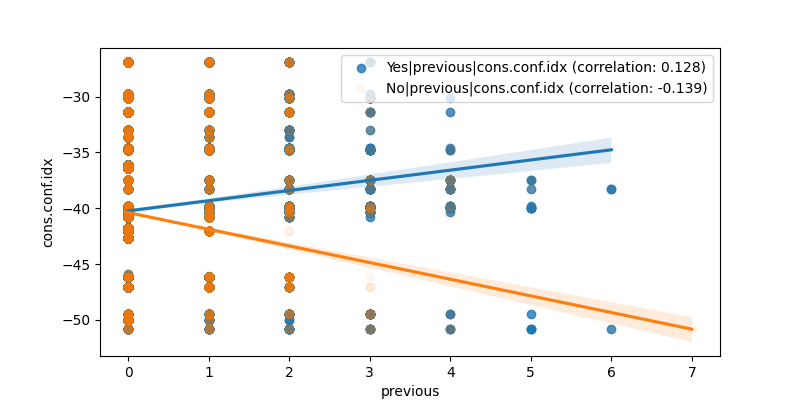 Yes|previous|cons.conf.idx (correlation: 0.128)
No|previous|cons.conf.idx (correlation: -0.139)
−30
−35
−40
−45
−50
cons.conf.idx
0 1 2 3 4 5 6 7
previous